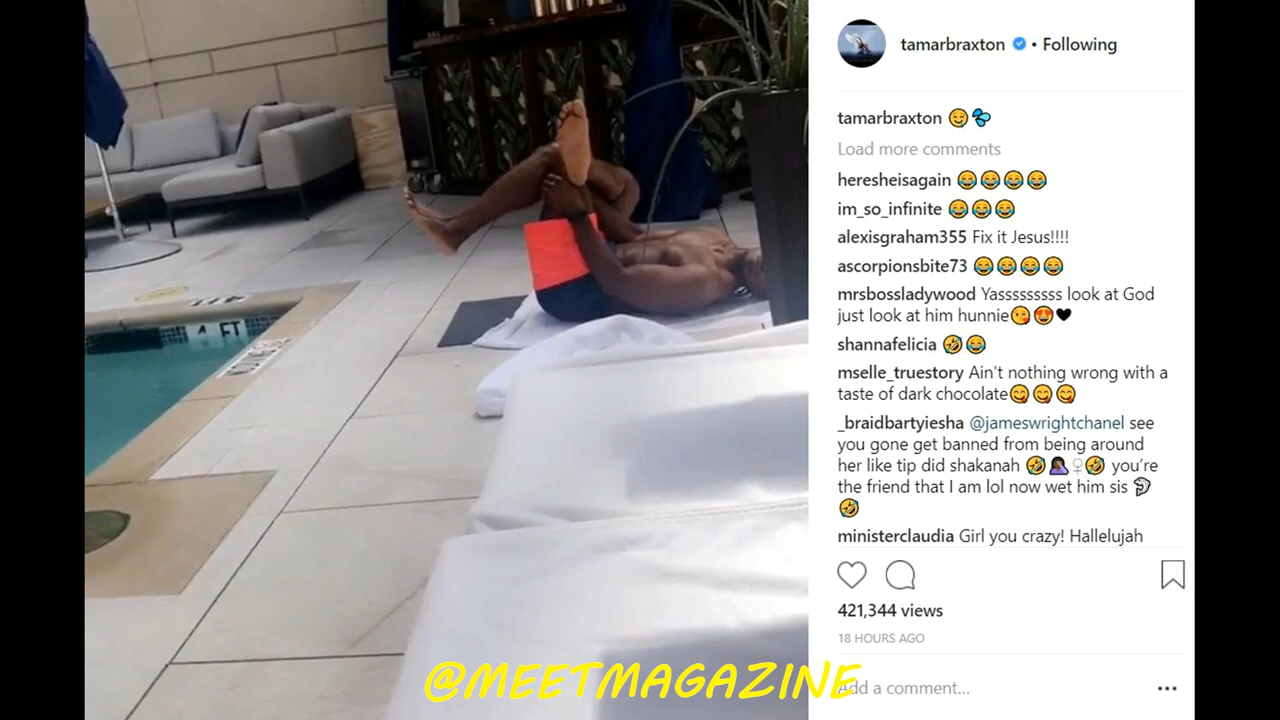 tamarbraxton • Following
tamarbraxton 😊💦
Load more comments
heresheisagain 😂😂😂😂
im_so_infinite 😂😂😂
alexisgraham355 Fix it Jesus!!!!
ascorpionsbite73 😂😂😂😂
mrsbossladywood Yasssssssss look at God
just look at him hunnie😘😍🖤
shannafelicia 🤣😂
mselle_truestory Ain't nothing wrong with a
taste of dark chocolate😋😋😋
_braidbartyiesha @jameswrightchanel see
you gone get banned from being around
her like tip did shakanah 🤣🤦🏾♀🤣 you’re
the friend that I am lol now wet him sis
🤣
ministerclaudia Girl you crazy! Hallelujah
421,344 views
18 HOURS AGO
Add a comment...
4 FT
@MEETMAGAZINE